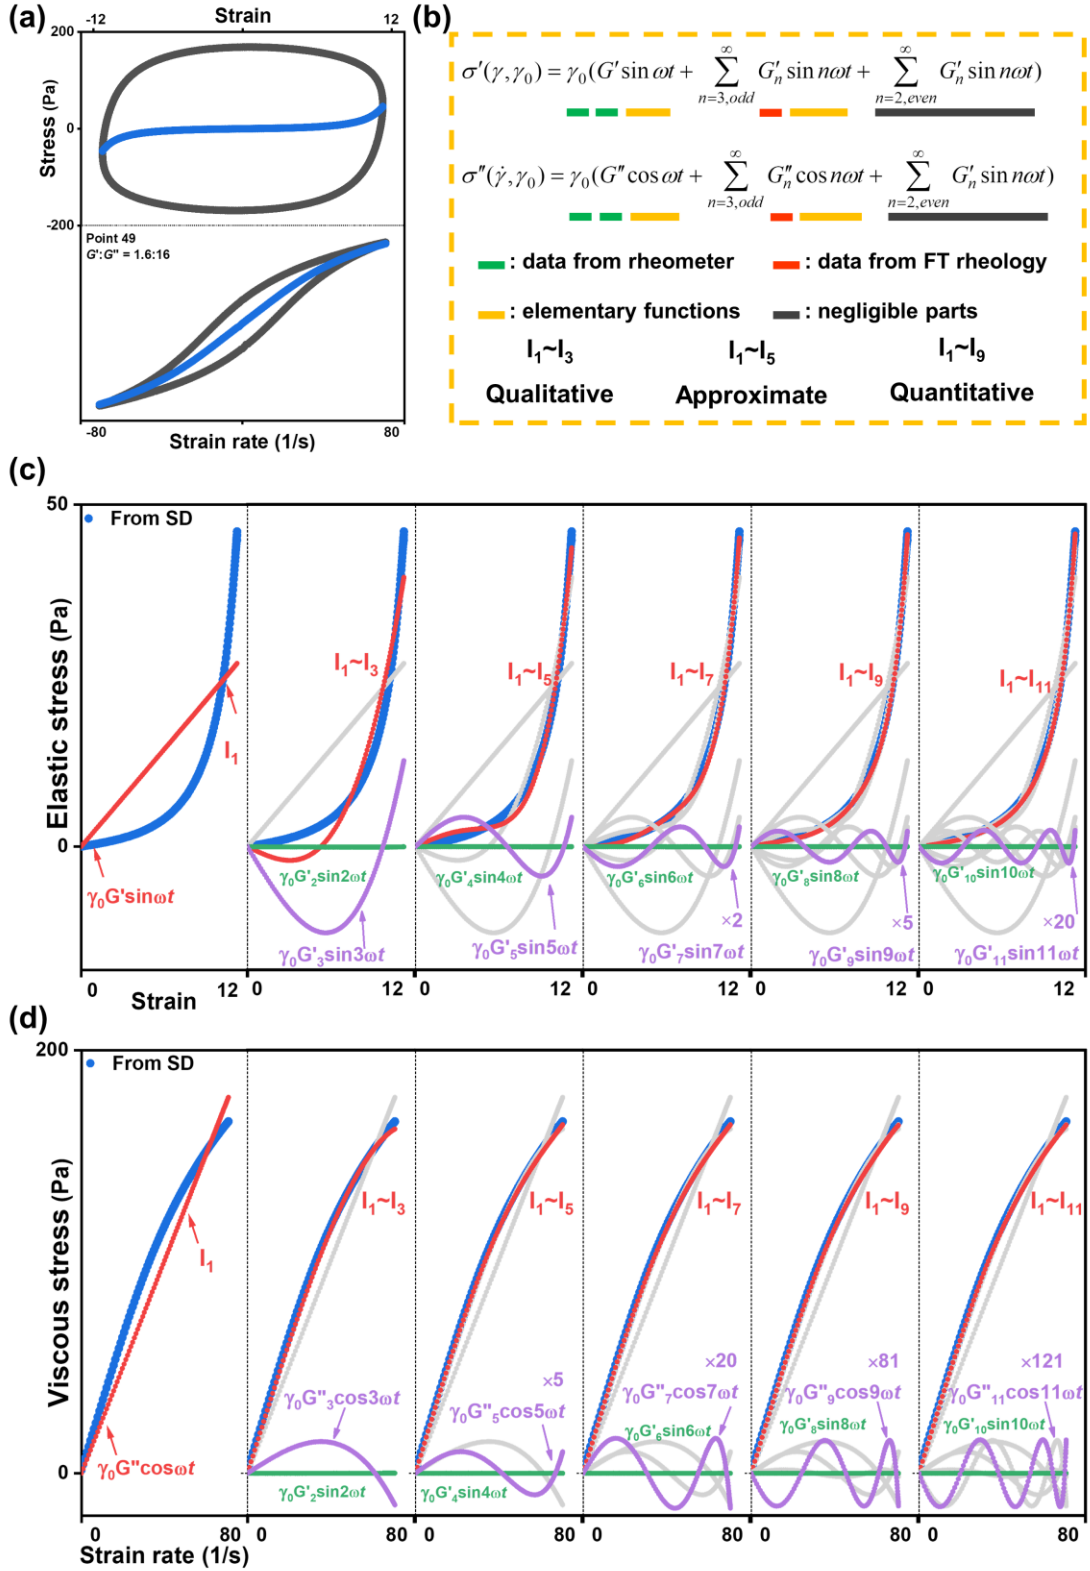 (a)
-12 Strain 12
200
Stress (Pa)
0
-200
Point 49
G':G" = 1.6:16
-80 80
Strain rate (1/s)
(b)
σ′(γ,γ₀) = γ₀(G′sin ωt + ∑ₙ₌₃,ₒdd^∞ G′ₙ sin nωt + ∑ₙ₌₂,even^∞ G′ₙ sin nωt)
σ″(γ̇,γ₀) = γ₀(G″cos ωt + ∑ₙ₌₃,ₒdd^∞ G″ₙ cos nωt + ∑ₙ₌₂,even^∞ G′ₙ sin nωt)
: data from rheometer : data from FT rheology
: elementary functions : negligible parts
I₁~I₃ I₁~I₅ I₁~I₉
Qualitative Approximate Quantitative
(c)
50
Elastic stress (Pa)
0
From SD
I₁
γ₀G'sinωt
I₁~I₃
γ₀G'₂sin2ωt
γ₀G'₃sin3ωt
I₁~I₅
γ₀G'₄sin4ωt
γ₀G'₅sin5ωt
I₁~I₇
γ₀G'₆sin6ωt
×2
γ₀G'₇sin7ωt
I₁~I₉
γ₀G'₈sin8ωt
×5
γ₀G'₉sin9ωt
I₁~I₁₁
γ₀G'₁₀sin10ωt
×20
γ₀G'₁₁sin11ωt
0 12 0 12 0 12 0 12 0 12 0 12
Strain
(d)
200
Viscous stress (Pa)
0
From SD
I₁
γ₀G"cosωt
I₁~I₃
γ₀G"₃cos3ωt
γ₀G'₂sin2ωt
I₁~I₅
×5
γ₀G"₅cos5ωt
γ₀G'₄sin4ωt
I₁~I₇
×20
γ₀G"₇cos7ωt
γ₀G'₆sin6ωt
I₁~I₉
×81
γ₀G"₉cos9ωt
γ₀G'₈sin8ωt
I₁~I₁₁
×121
γ₀G"₁₁cos11ωt
γ₀G'₁₀sin10ωt
0 80 0 80 0 80 0 80 0 80 0 80
Strain rate (1/s)